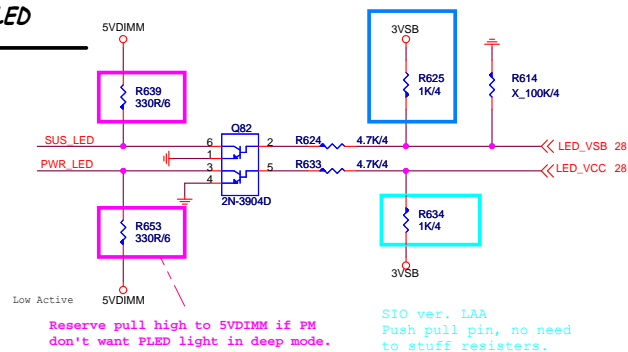 LED
5VDIMM
3VSB
R639
330R/6
R625
1K/4
R614
X_100K/4
Q82
SUS_LED
6
1
2
R624
4.7K/4
LED_VSB 28
PWR_LED
3
4
5
R633
4.7K/4
LED_VCC 28
2N-3904D
R653
330R/6
R634
1K/4
3VSB
Low Active
5VDIMM
Reserve pull high to 5VDIMM if PM
don't want PLED light in deep mode.
SIO ver. LAA
Push pull pin, no need
to stuff resisters.